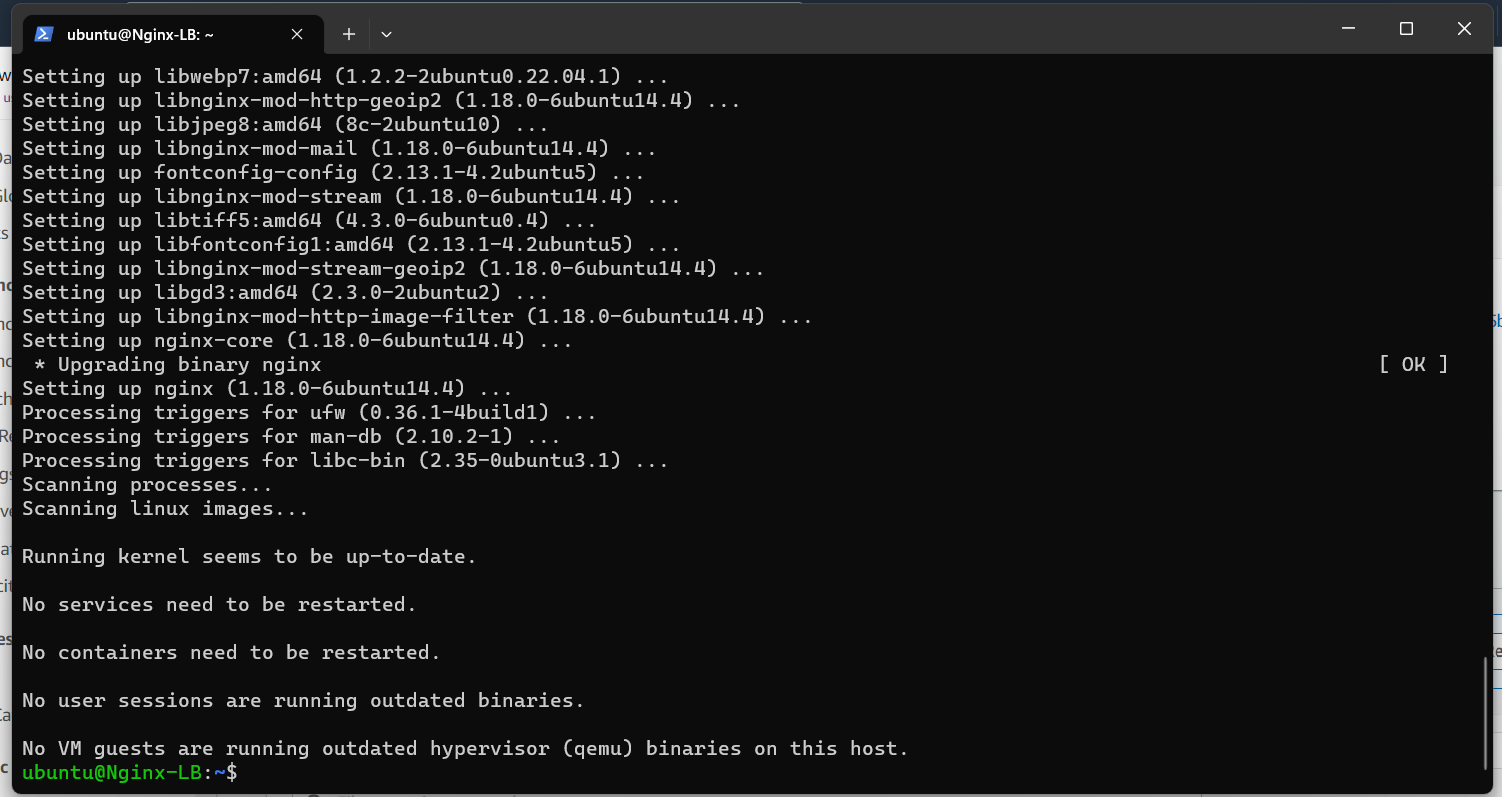 ubuntu@Nginx-LB: ~
Setting up libwebp7:amd64 (1.2.2-2ubuntu0.22.04.1) ...
Setting up libnginx-mod-http-geoip2 (1.18.0-6ubuntu14.4) ...
Setting up libjpeg8:amd64 (8c-2ubuntu10) ...
Setting up libnginx-mod-mail (1.18.0-6ubuntu14.4) ...
Setting up fontconfig-config (2.13.1-4.2ubuntu5) ...
Setting up libnginx-mod-stream (1.18.0-6ubuntu14.4) ...
Setting up libtiff5:amd64 (4.3.0-6ubuntu0.4) ...
Setting up libfontconfig1:amd64 (2.13.1-4.2ubuntu5) ...
Setting up libnginx-mod-stream-geoip2 (1.18.0-6ubuntu14.4) ...
Setting up libgd3:amd64 (2.3.0-2ubuntu2) ...
Setting up libnginx-mod-http-image-filter (1.18.0-6ubuntu14.4) ...
Setting up nginx-core (1.18.0-6ubuntu14.4) ...
 * Upgrading binary nginx [ OK ]
Setting up nginx (1.18.0-6ubuntu14.4) ...
Processing triggers for ufw (0.36.1-4build1) ...
Processing triggers for man-db (2.10.2-1) ...
Processing triggers for libc-bin (2.35-0ubuntu3.1) ...
Scanning processes...
Scanning linux images...
Running kernel seems to be up-to-date.
No services need to be restarted.
No containers need to be restarted.
No user sessions are running outdated binaries.
No VM guests are running outdated hypervisor (qemu) binaries on this host.
ubuntu@Nginx-LB:~$